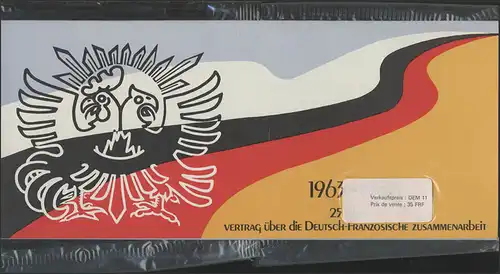 1963
Verkaufspreis : DEM 11
Prix de vente : 35 FRF
25
VERTRAG ÜBER DIE DEUTSCH-FRANZÖSISCHE ZUSAMMENARBEIT